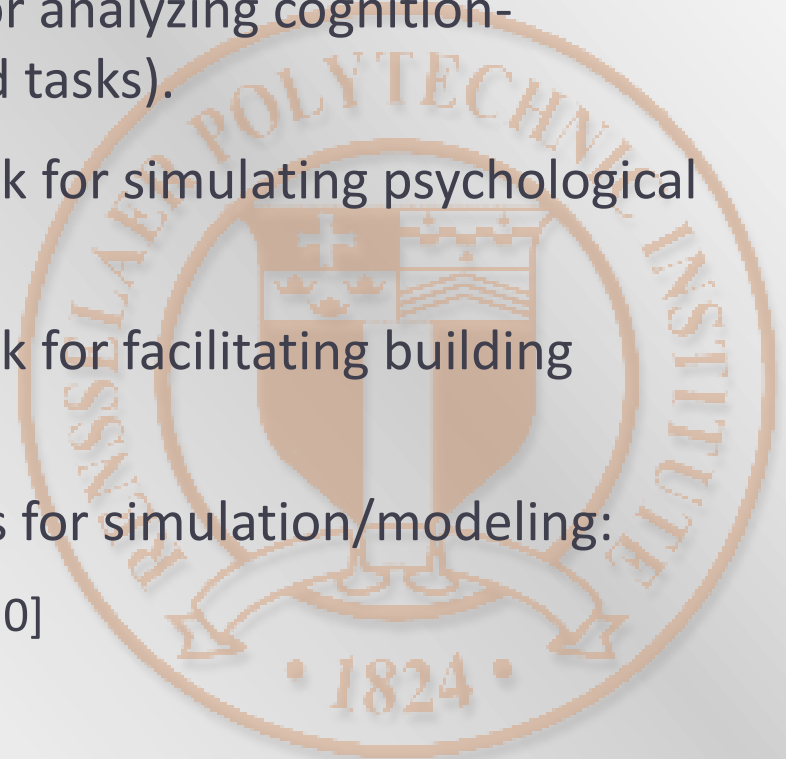 or analyzing cognition-
d tasks).
k for simulating psychological
k for facilitating building
s for simulation/modeling:
0]
RENSSELAER POLYTECHNIC INSTITUTE
• 1824 •